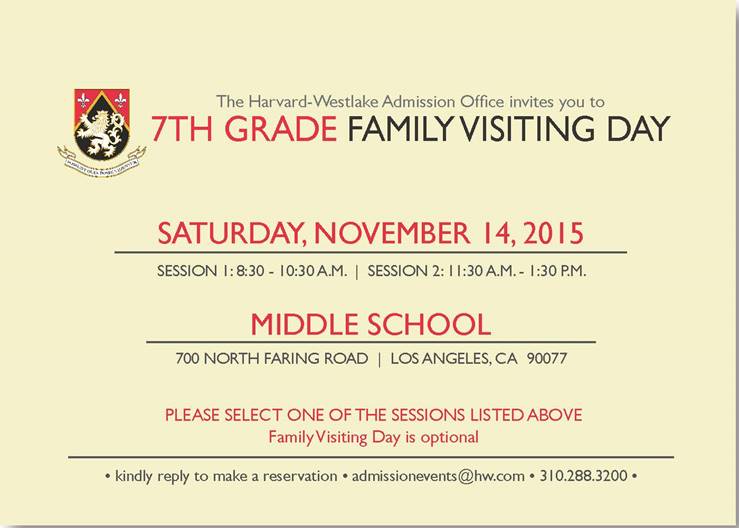 The Harvard-Westlake Admission Office invites you to
7TH GRADE FAMILY VISITING DAY
SATURDAY, NOVEMBER 14, 2015
SESSION 1: 8:30 - 10:30 A.M. | SESSION 2: 11:30 A.M. - 1:30 P.M.
MIDDLE SCHOOL
700 NORTH FARING ROAD | LOS ANGELES, CA 90077
PLEASE SELECT ONE OF THE SESSIONS LISTED ABOVE
Family Visiting Day is optional
• kindly reply to make a reservation • admissionevents@hw.com • 310.288.3200 •